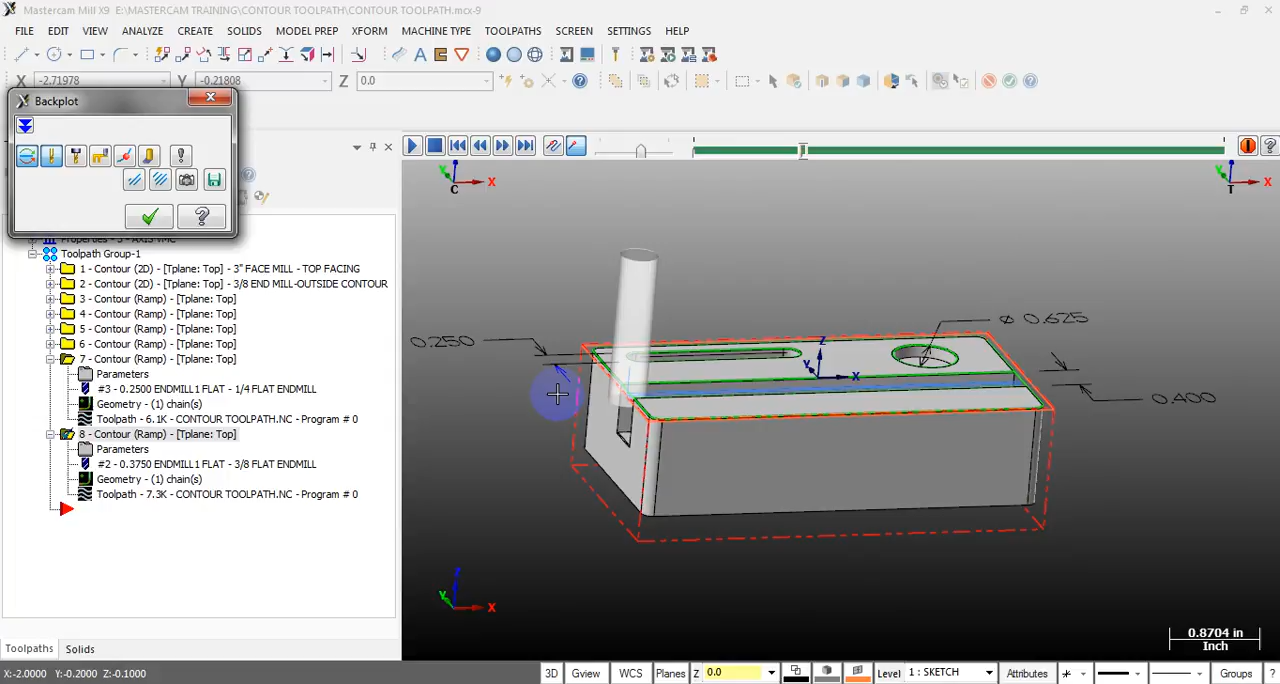 Mastercam Mill X9 E:\MASTERCAM TRAINING\CONTOUR TOOLPATH\CONTOUR TOOLPATH.mcx-9
FILE EDIT VIEW ANALYZE CREATE SOLIDS MODEL PREP XFORM MACHINE TYPE TOOLPATHS SCREEN SETTINGS HELP
X -2.71978 Y -0.21808 Z 0.0
Backplot
Toolpath Group-1
1 - Contour (2D) - [Tplane: Top] - 3" FACE MILL - TOP FACING
2 - Contour (2D) - [Tplane: Top] - 3/8 END MILL-OUTSIDE CONTOUR
3 - Contour (Ramp) - [Tplane: Top]
4 - Contour (Ramp) - [Tplane: Top]
5 - Contour (Ramp) - [Tplane: Top]
6 - Contour (Ramp) - [Tplane: Top]
7 - Contour (Ramp) - [Tplane: Top]
Parameters
#3 - 0.2500 ENDMILL1 FLAT - 1/4 FLAT ENDMILL
Geometry - (1) chain(s)
Toolpath - 6.1K - CONTOUR TOOLPATH.NC - Program # 0
8 - Contour (Ramp) - [Tplane: Top]
Parameters
#2 - 0.3750 ENDMILL1 FLAT - 3/8 FLAT ENDMILL
Geometry - (1) chain(s)
Toolpath - 7.3K - CONTOUR TOOLPATH.NC - Program # 0
Y X C
Y X T
0.250
Ø 0.625
0.400
Z Y X
Z Y X
0.8704 in
Inch
Toolpaths Solids
X:-2.0000 Y:-0.2000 Z:-0.1000 3D Gview WCS Planes Z 0.0 Level 1 : SKETCH Attributes Groups ?